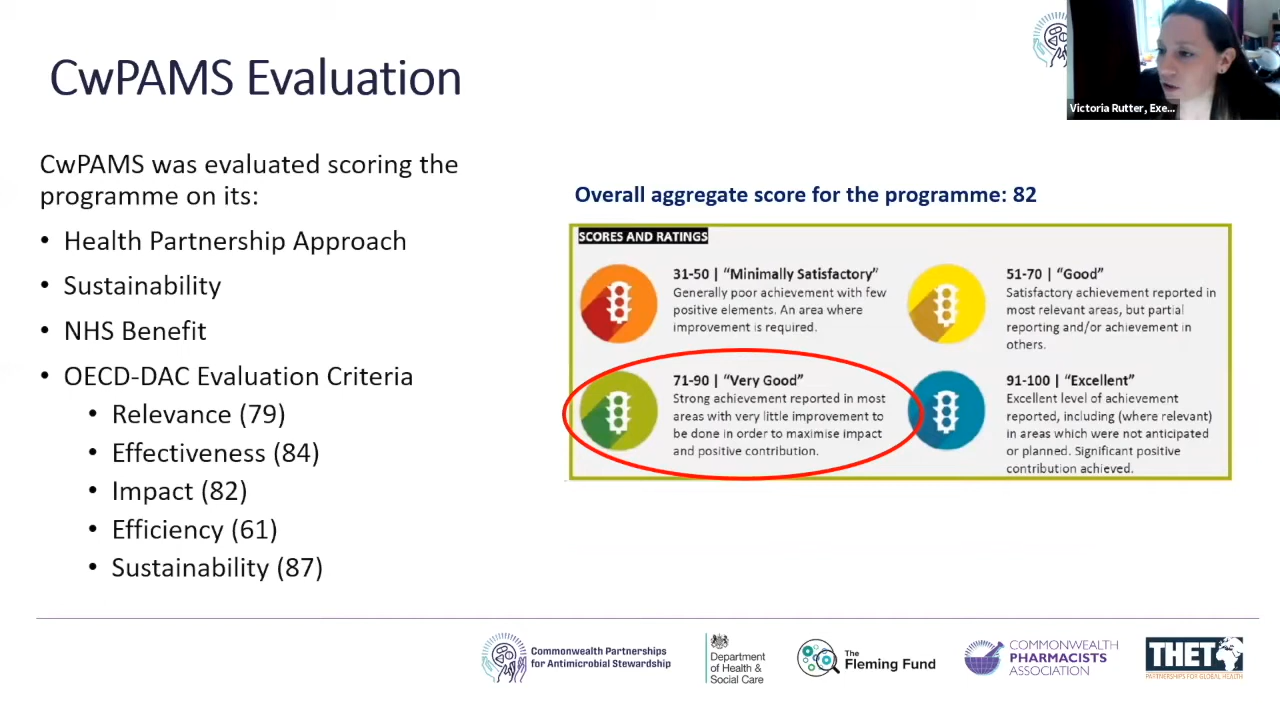 CwPAMS Evaluation
Victoria Rutter, Exe...
CwPAMS was evaluated scoring the
programme on its:
• Health Partnership Approach
• Sustainability
• NHS Benefit
• OECD-DAC Evaluation Criteria
• Relevance (79)
• Effectiveness (84)
• Impact (82)
• Efficiency (61)
• Sustainability (87)
Overall aggregate score for the programme: 82
SCORES AND RATINGS
31-50 | “Minimally Satisfactory”
Generally poor achievement with few
positive elements. An area where
improvement is required.
51-70 | “Good”
Satisfactory achievement reported in
most relevant areas, but partial
reporting and/or achievement in
others.
71-90 | “Very Good”
Strong achievement reported in most
areas with very little improvement to
be done in order to maximise impact
and positive contribution.
91-100 | “Excellent”
Excellent level of achievement
reported, including (where relevant)
in areas which were not anticipated
or planned. Significant positive
contribution achieved.
Commonwealth Partnerships
for Antimicrobial Stewardship
Department
of Health &
Social Care
The
Fleming Fund
COMMONWEALTH
PHARMACISTS
ASSOCIATION
THET
PARTNERSHIPS FOR GLOBAL HEALTH